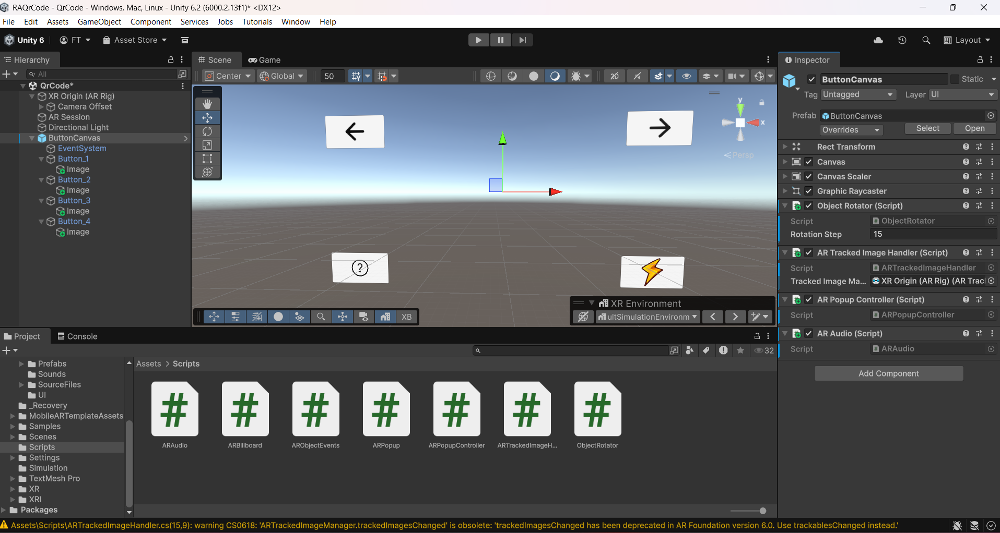 RAQrCode - QrCode - Windows, Mac, Linux - Unity 6.2 (6000.2.13f1)* <DX12>
File Edit Assets GameObject Component Services Jobs Tutorials Window Help
Unity 6 FT Asset Store Layout
Hierarchy
All
QrCode*
XR Origin (AR Rig)
Camera Offset
AR Session
Directional Light
ButtonCanvas
EventSystem
Button_1
Image
Button_2
Image
Button_3
Image
Button_4
Image
Scene Game
Center Global 50 2D
y
x
Persp
?
XR Environment
ultSimulationEnvironm
XB
Inspector
ButtonCanvas Static
Tag Untagged Layer UI
Prefab ButtonCanvas
Overrides Select Open
Rect Transform
Canvas
Canvas Scaler
Graphic Raycaster
Object Rotator (Script)
Script ObjectRotator
Rotation Step 15
AR Tracked Image Handler (Script)
Script ARTrackedImageHandler
Tracked Image Ma... XR Origin (AR Rig) (AR Trac
AR Popup Controller (Script)
Script ARPopupController
AR Audio (Script)
Script ARAudio
Add Component
Project Console
32
Prefabs
Sounds
SourceFiles
UI
_Recovery
MobileARTemplateAssets
Samples
Scenes
Scripts
Settings
Simulation
TextMesh Pro
XR
XRI
Packages
Assets > Scripts
# # # # # # #
ARAudio ARBillboard ARObjectEvents ARPopup ARPopupController ARTrackedImageH... ObjectRotator
Assets\Scripts\ARTrackedImageHandler.cs(15,9): warning CS0618: 'ARTrackedImageManager.trackedImagesChanged' is obsolete: 'trackedImagesChanged has been deprecated in AR Foundation version 6.0. Use trackablesChanged instead.'